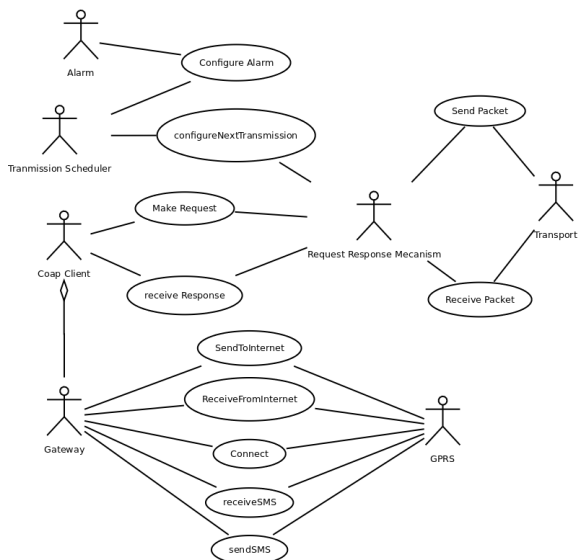 Alarm
Configure Alarm
Tranmission Scheduler
configureNextTransmission
Send Packet
Transport
Make Request
Request Response Mecanism
Coap Client
receive Response
Receive Packet
SendToInternet
ReceiveFromInternet
Gateway
Connect
GPRS
receiveSMS
sendSMS